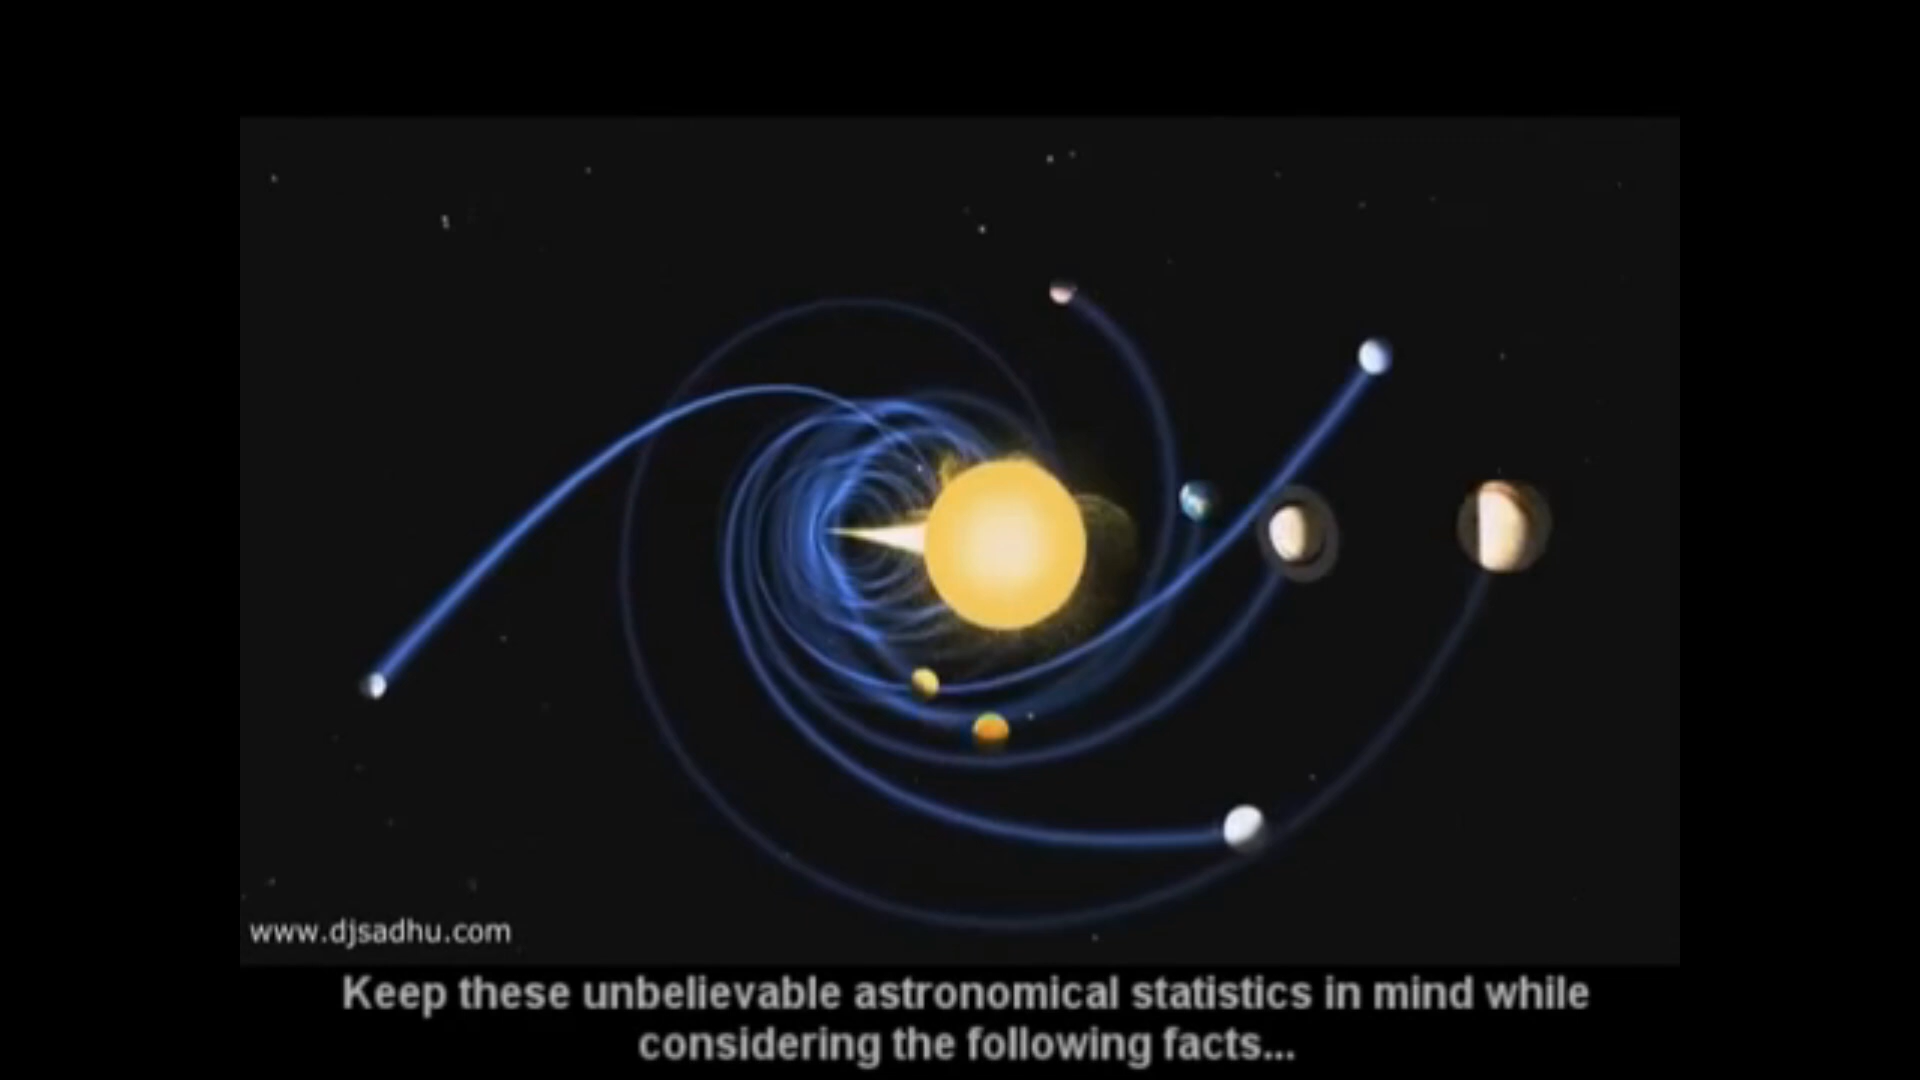 www.djsadhu.com
Keep these unbelievable astronomical statistics in mind while
considering the following facts...